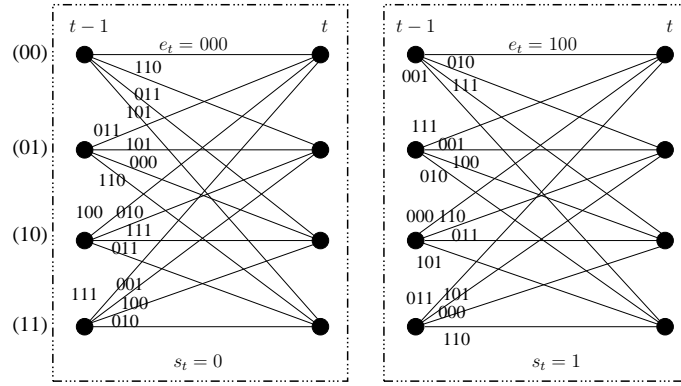 t − 1 t t − 1 t
(00) e_t = 000 e_t = 100
110 010
001 111
011
101
011 111
(01) 101 001
000 100
110 010
100 010 000 110
(10) 111 011
011 101
001
111 100 011 101
000
(11) 010 110
s_t = 0 s_t = 1